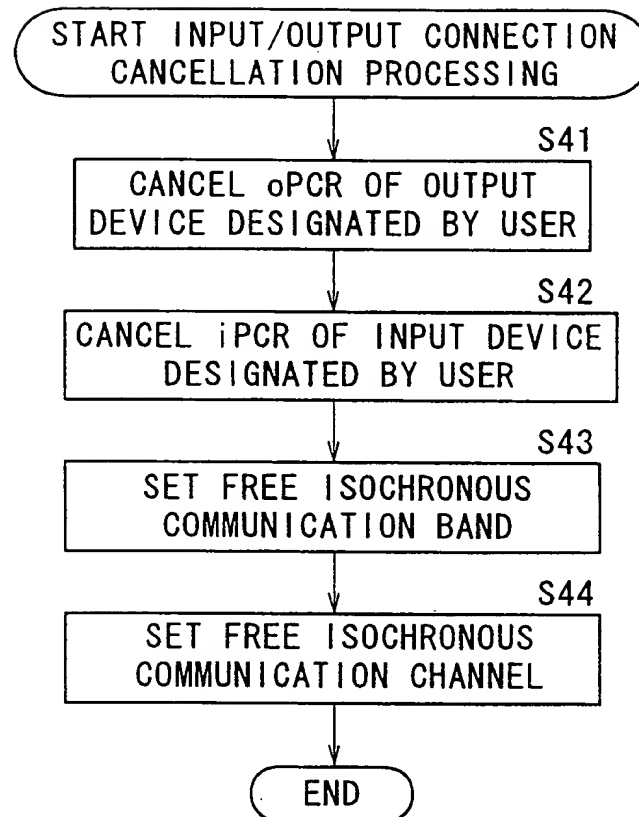 START INPUT/OUTPUT CONNECTION
CANCELLATION PROCESSING
S41
CANCEL oPCR OF OUTPUT
DEVICE DESIGNATED BY USER
S42
CANCEL iPCR OF INPUT DEVICE
DESIGNATED BY USER
S43
SET FREE ISOCHRONOUS
COMMUNICATION BAND
S44
SET FREE ISOCHRONOUS
COMMUNICATION CHANNEL
END